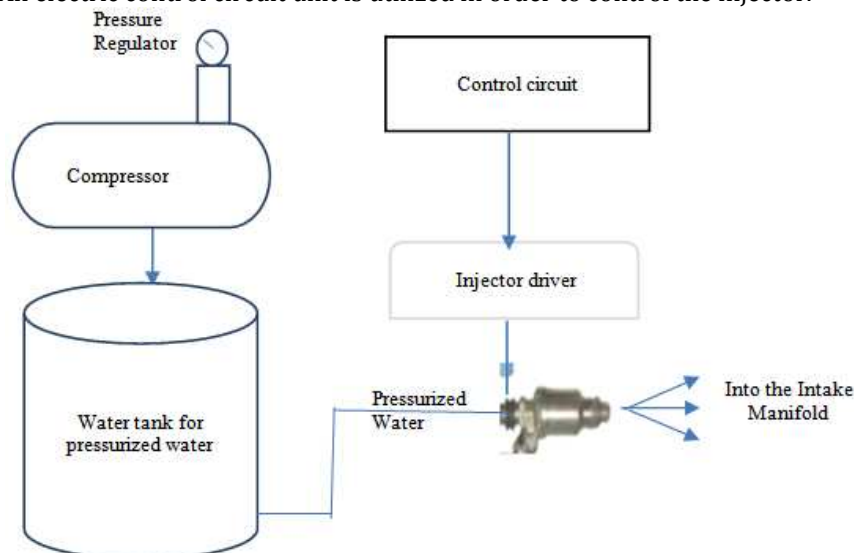 An electric control circuit unit is utilized in order to control the injector.
Pressure
Regulator
Control circuit
Compressor
Injector driver
Water tank for
pressurized water
Pressurized
Water
Into the Intake
Manifold